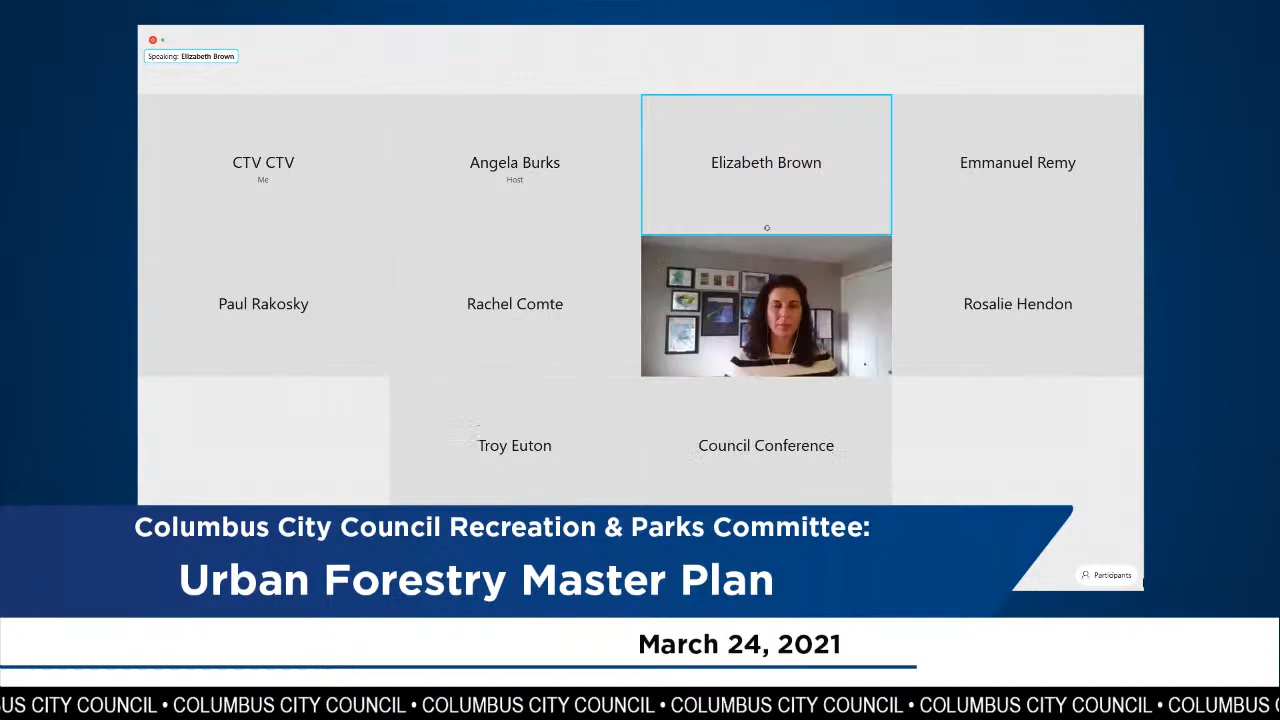 Speaking: Elizabeth Brown
CTV CTV
Me
Angela Burks
Host
Elizabeth Brown
Emmanuel Remy
Paul Rakosky
Rachel Comte
Rosalie Hendon
Troy Euton
Council Conference
Columbus City Council Recreation & Parks Committee:
Urban Forestry Master Plan
Participants
March 24, 2021
US CITY COUNCIL • COLUMBUS CITY COUNCIL • COLUMBUS CITY COUNCIL • COLUMBUS CITY COUNCIL • COLUMBUS CITY COUNCIL • COLUMBUS